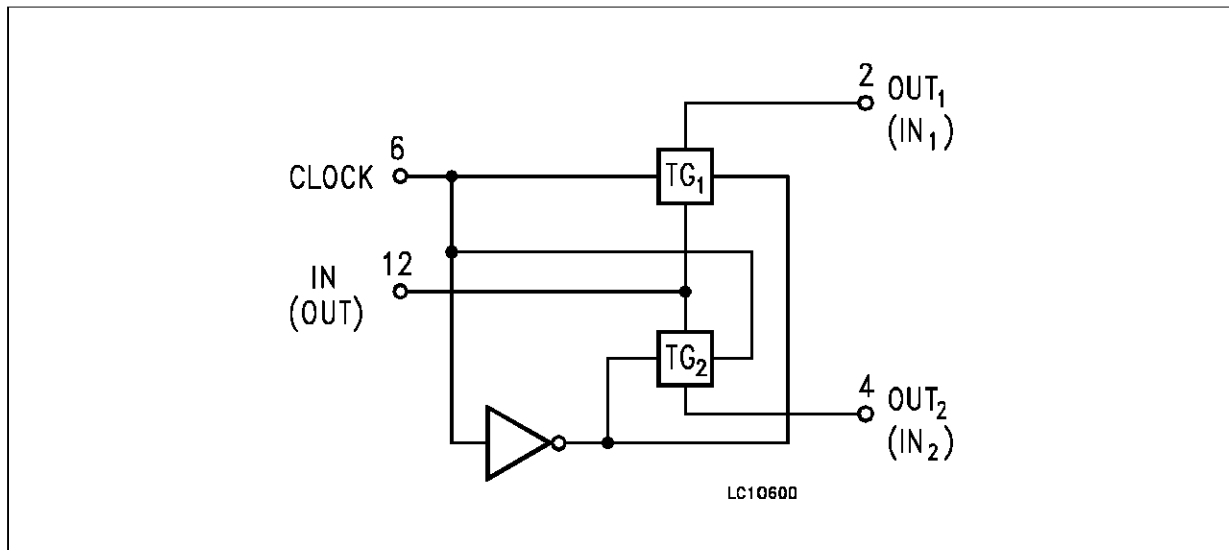 2 OUT₁
(IN₁)
6
CLOCK
TG₁
12
IN
(OUT)
TG₂
4 OUT₂
(IN₂)
LC10600